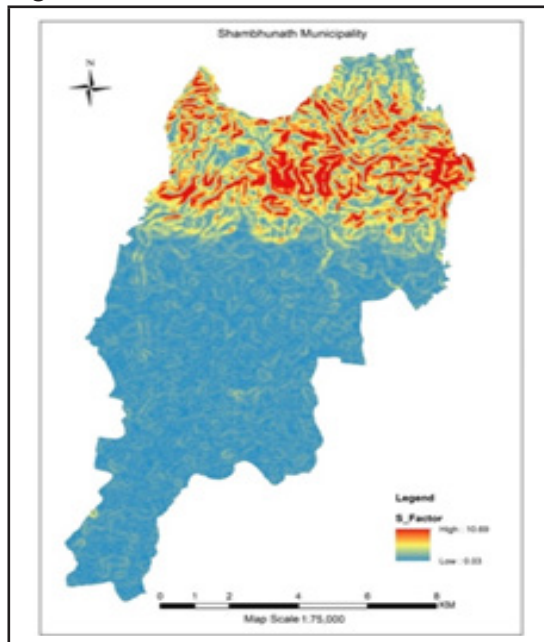 Shambhunath Municipality
N
Legend
S_Factor
High : 10.69
Low : 0.03
0 1 2 4 6 8
KM
Map Scale 1:75,000